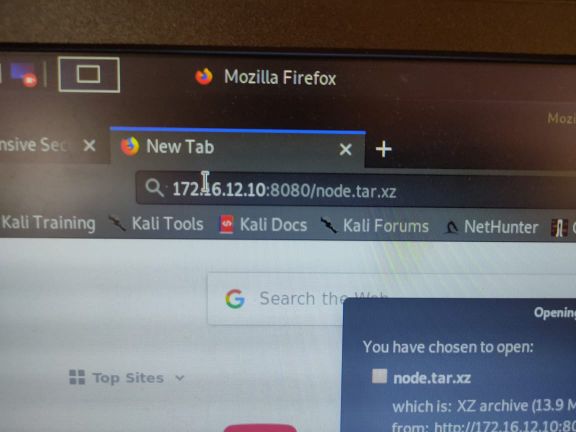 Mozilla Firefox
Mozi
nsive Sec
New Tab
172.16.12.10:8080/node.tar.xz
Kali Training
Kali Tools
Kali Docs
Kali Forums
NetHunter
Search the Web
Opening
You have chosen to open:
Top Sites
node.tar.xz
which is: XZ archive (13.9 M
from: http://172.16.12.10:80